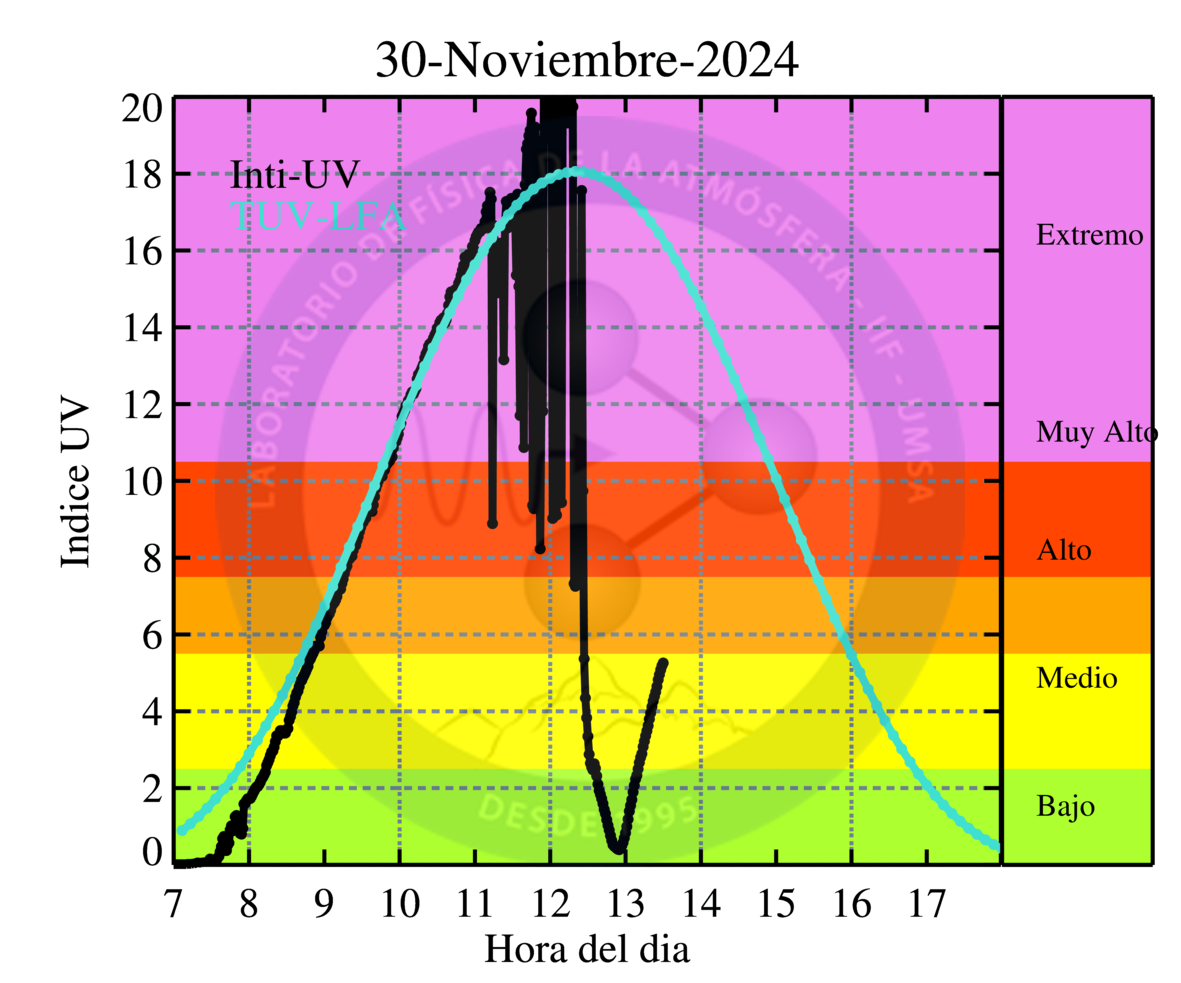 30-Noviembre-2024
Indice UV
20
18
16
14
12
10
8
6
4
2
0
Inti-UV
TUV-LFA
LABORATORIO DE FÍSICA DE LA ATMÓSFERA - IIF - UMSA
DESDE 1995
Extremo
Muy Alto
Alto
Medio
Bajo
7 8 9 10 11 12 13 14 15 16 17
Hora del dia